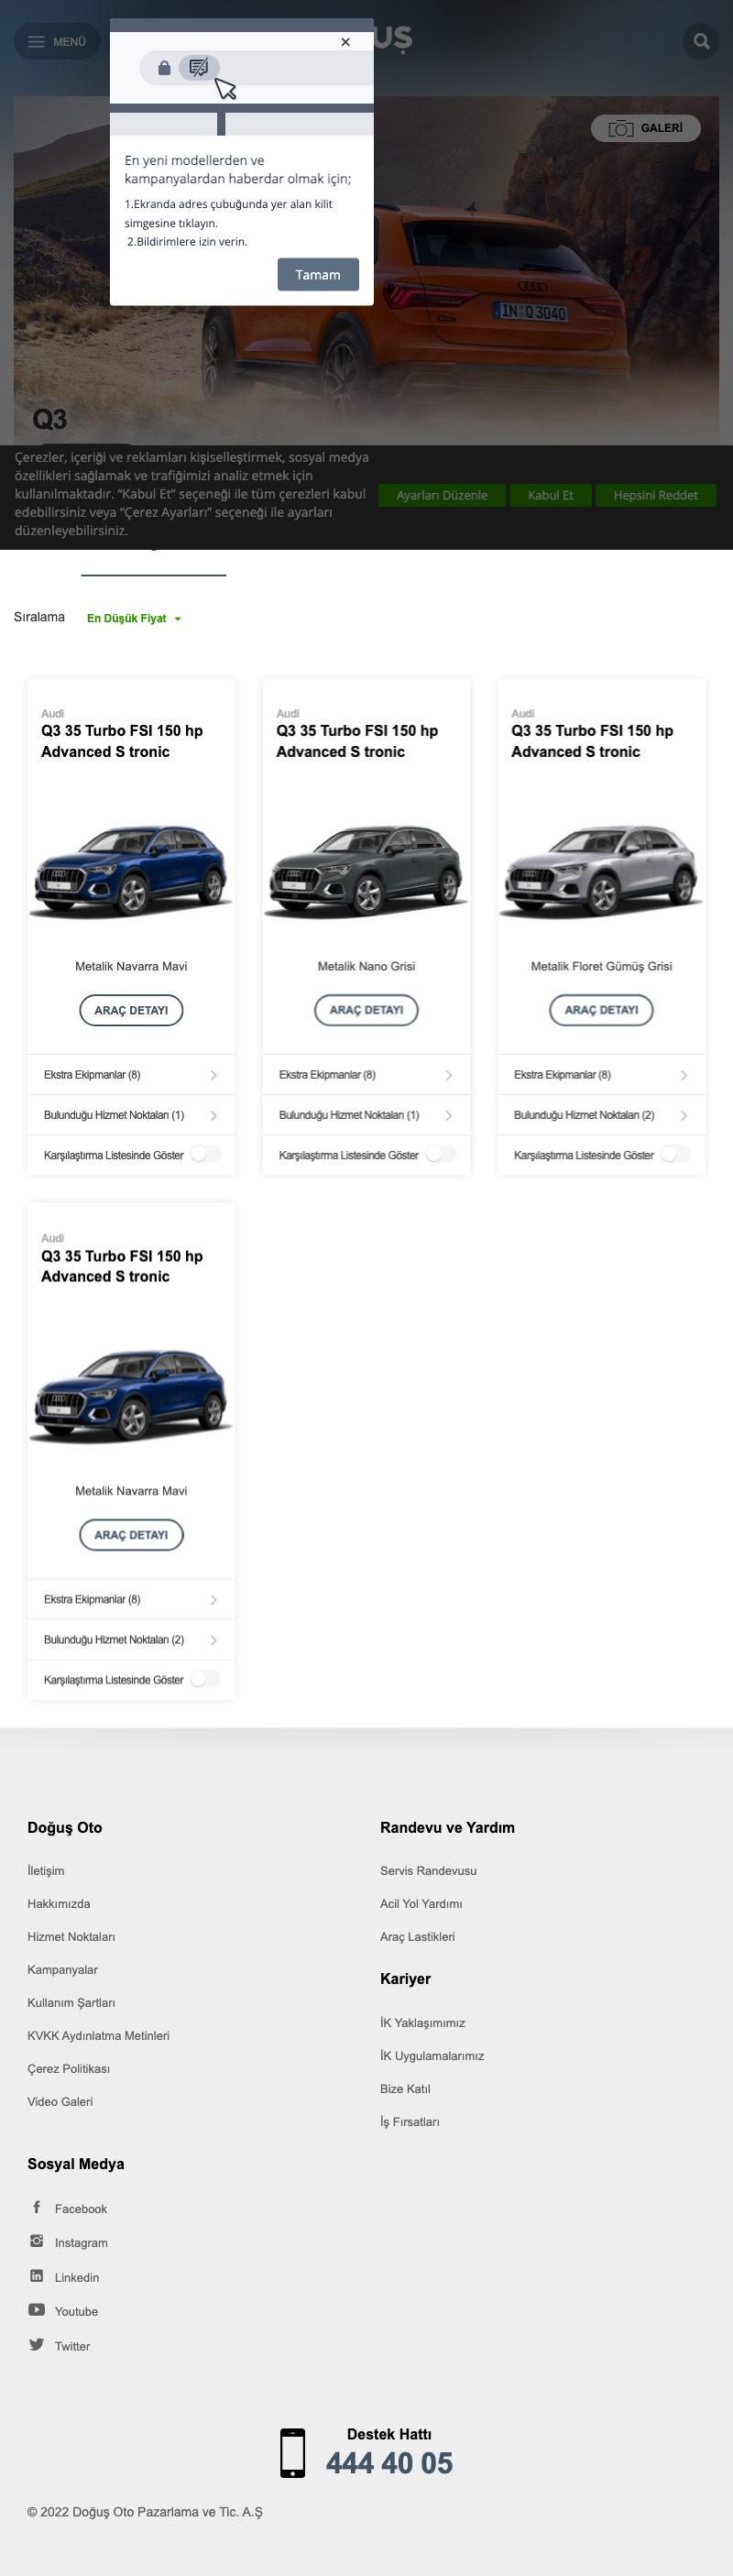 MENÜ
UŞ
GALERİ
En yeni modellerden ve
kampanyalardan haberdar olmak için;
1.Ekranda adres çubuğunda yer alan kilit
simgesine tıklayın.
2.Bildirimlere izin verin.
Tamam
IN Q 3040
Q3
Çerezler, içeriği ve reklamları kişiselleştirmek, sosyal medya
özellikleri sağlamak ve trafiğimizi analiz etmek için
kullanılmaktadır. “Kabul Et” seçeneği ile tüm çerezleri kabul
edebilirsiniz veya “Çerez Ayarları” seçeneği ile ayarları
düzenleyebilirsiniz.
Ayarları Düzenle
Kabul Et
Hepsini Reddet
Sıralama
En Düşük Fiyat
Audi
Q3 35 Turbo FSI 150 hp
Advanced S tronic
Metalik Navarra Mavi
ARAÇ DETAYI
Ekstra Ekipmanlar (8)
Bulunduğu Hizmet Noktaları (1)
Karşılaştırma Listesinde Göster
Audi
Q3 35 Turbo FSI 150 hp
Advanced S tronic
Metalik Nano Grisi
ARAÇ DETAYI
Ekstra Ekipmanlar (8)
Bulunduğu Hizmet Noktaları (1)
Karşılaştırma Listesinde Göster
Audi
Q3 35 Turbo FSI 150 hp
Advanced S tronic
Metalik Floret Gümüş Grisi
ARAÇ DETAYI
Ekstra Ekipmanlar (8)
Bulunduğu Hizmet Noktaları (2)
Karşılaştırma Listesinde Göster
Audi
Q3 35 Turbo FSI 150 hp
Advanced S tronic
Metalik Navarra Mavi
ARAÇ DETAYI
Ekstra Ekipmanlar (8)
Bulunduğu Hizmet Noktaları (2)
Karşılaştırma Listesinde Göster
Doğuş Oto
İletişim
Hakkımızda
Hizmet Noktaları
Kampanyalar
Kullanım Şartları
KVKK Aydınlatma Metinleri
Çerez Politikası
Video Galeri
Randevu ve Yardım
Servis Randevusu
Acil Yol Yardımı
Araç Lastikleri
Kariyer
İK Yaklaşımımız
İK Uygulamalarımız
Bize Katıl
İş Fırsatları
Sosyal Medya
Facebook
Instagram
Linkedin
Youtube
Twitter
Destek Hattı
444 40 05
© 2022 Doğuş Oto Pazarlama ve Tic. A.Ş